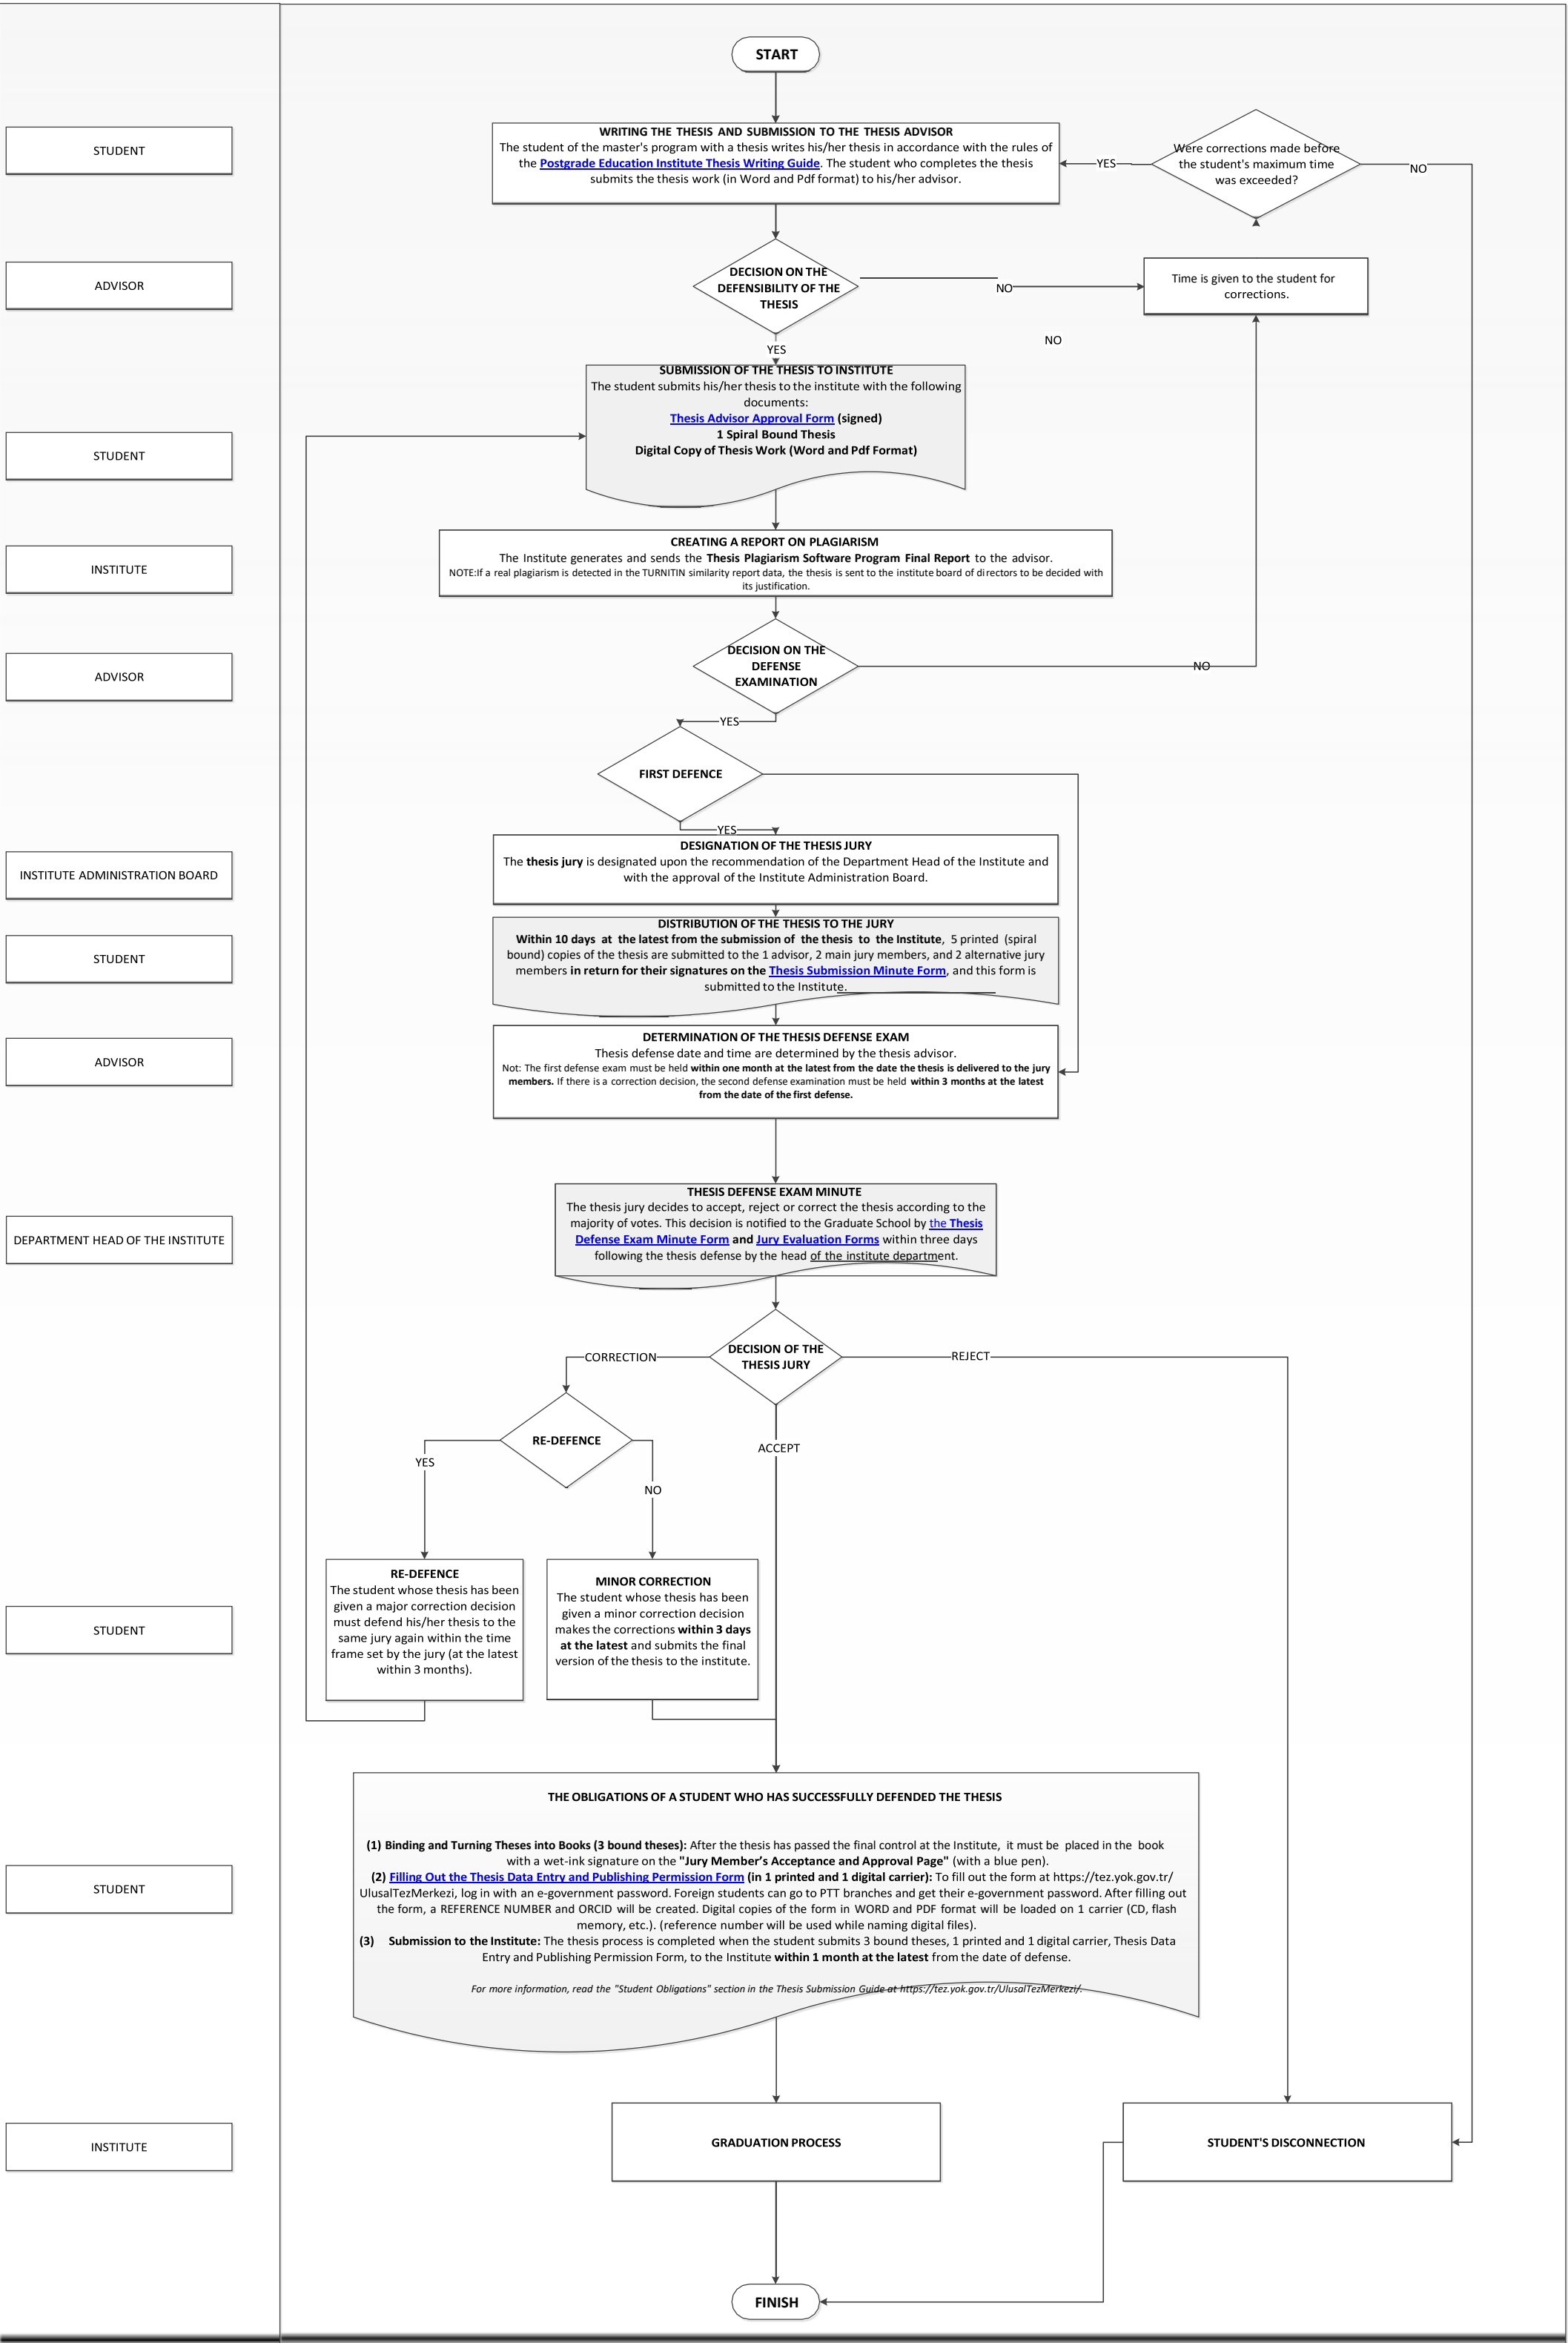 START
STUDENT
WRITING THE THESIS AND SUBMISSION TO THE THESIS ADVISOR
The student of the master's program with a thesis writes his/her thesis in accordance with the rules of
the Postgrade Education Institute Thesis Writing Guide. The student who completes the thesis
submits the thesis work (in Word and Pdf format) to his/her advisor.
YES
Were corrections made before
the student's maximum time
was exceeded?
NO
ADVISOR
DECISION ON THE
DEFENSIBILITY OF THE
THESIS
NO
Time is given to the student for
corrections.
NO
YES
STUDENT
SUBMISSION OF THE THESIS TO INSTITUTE
The student submits his/her thesis to the institute with the following
documents:
Thesis Advisor Approval Form (signed)
1 Spiral Bound Thesis
Digital Copy of Thesis Work (Word and Pdf Format)
INSTITUTE
CREATING A REPORT ON PLAGIARISM
The Institute generates and sends the Thesis Plagiarism Software Program Final Report to the advisor.
NOTE:If a real plagiarism is detected in the TURNITIN similarity report data, the thesis is sent to the institute board of directors to be decided with
its justification.
ADVISOR
DECISION ON THE
DEFENSE
EXAMINATION
NO
YES
FIRST DEFENCE
YES
INSTITUTE ADMINISTRATION BOARD
DESIGNATION OF THE THESIS JURY
The thesis jury is designated upon the recommendation of the Department Head of the Institute and
with the approval of the Institute Administration Board.
STUDENT
DISTRIBUTION OF THE THESIS TO THE JURY
Within 10 days at the latest from the submission of the thesis to the Institute, 5 printed (spiral
bound) copies of the thesis are submitted to the 1 advisor, 2 main jury members, and 2 alternative jury
members in return for their signatures on the Thesis Submission Minute Form, and this form is
submitted to the Institute.
ADVISOR
DETERMINATION OF THE THESIS DEFENSE EXAM
Thesis defense date and time are determined by the thesis advisor.
Not: The first defense exam must be held within one month at the latest from the date the thesis is delivered to the jury
members. If there is a correction decision, the second defense examination must be held within 3 months at the latest
from the date of the first defense.
DEPARTMENT HEAD OF THE INSTITUTE
THESIS DEFENSE EXAM MINUTE
The thesis jury decides to accept, reject or correct the thesis according to the
majority of votes. This decision is notified to the Graduate School by the Thesis
Defense Exam Minute Form and Jury Evaluation Forms within three days
following the thesis defense by the head of the institute department.
DECISION OF THE
THESIS JURY
CORRECTION
REJECT
RE-DEFENCE
ACCEPT
YES
NO
STUDENT
RE-DEFENCE
The student whose thesis has been
given a major correction decision
must defend his/her thesis to the
same jury again within the time
frame set by the jury (at the latest
within 3 months).
MINOR CORRECTION
The student whose thesis has been
given a minor correction decision
makes the corrections within 3 days
at the latest and submits the final
version of the thesis to the institute.
STUDENT
THE OBLIGATIONS OF A STUDENT WHO HAS SUCCESSFULLY DEFENDED THE THESIS
(1) Binding and Turning Theses into Books (3 bound theses): After the thesis has passed the final control at the Institute, it must be placed in the book
with a wet-ink signature on the "Jury Member's Acceptance and Approval Page" (with a blue pen).
(2) Filling Out the Thesis Data Entry and Publishing Permission Form (in 1 printed and 1 digital carrier): To fill out the form at https://tez.yok.gov.tr/
UlusalTezMerkezi, log in with an e-government password. Foreign students can go to PTT branches and get their e-government password. After filling out
the form, a REFERENCE NUMBER and ORCID will be created. Digital copies of the form in WORD and PDF format will be loaded on 1 carrier (CD, flash
memory, etc.). (reference number will be used while naming digital files).
(3) Submission to the Institute: The thesis process is completed when the student submits 3 bound theses, 1 printed and 1 digital carrier, Thesis Data
Entry and Publishing Permission Form, to the Institute within 1 month at the latest from the date of defense.
For more information, read the "Student Obligations" section in the Thesis Submission Guide at https://tez.yok.gov.tr/UlusalTezMerkezi/.
INSTITUTE
GRADUATION PROCESS
STUDENT'S DISCONNECTION
FINISH